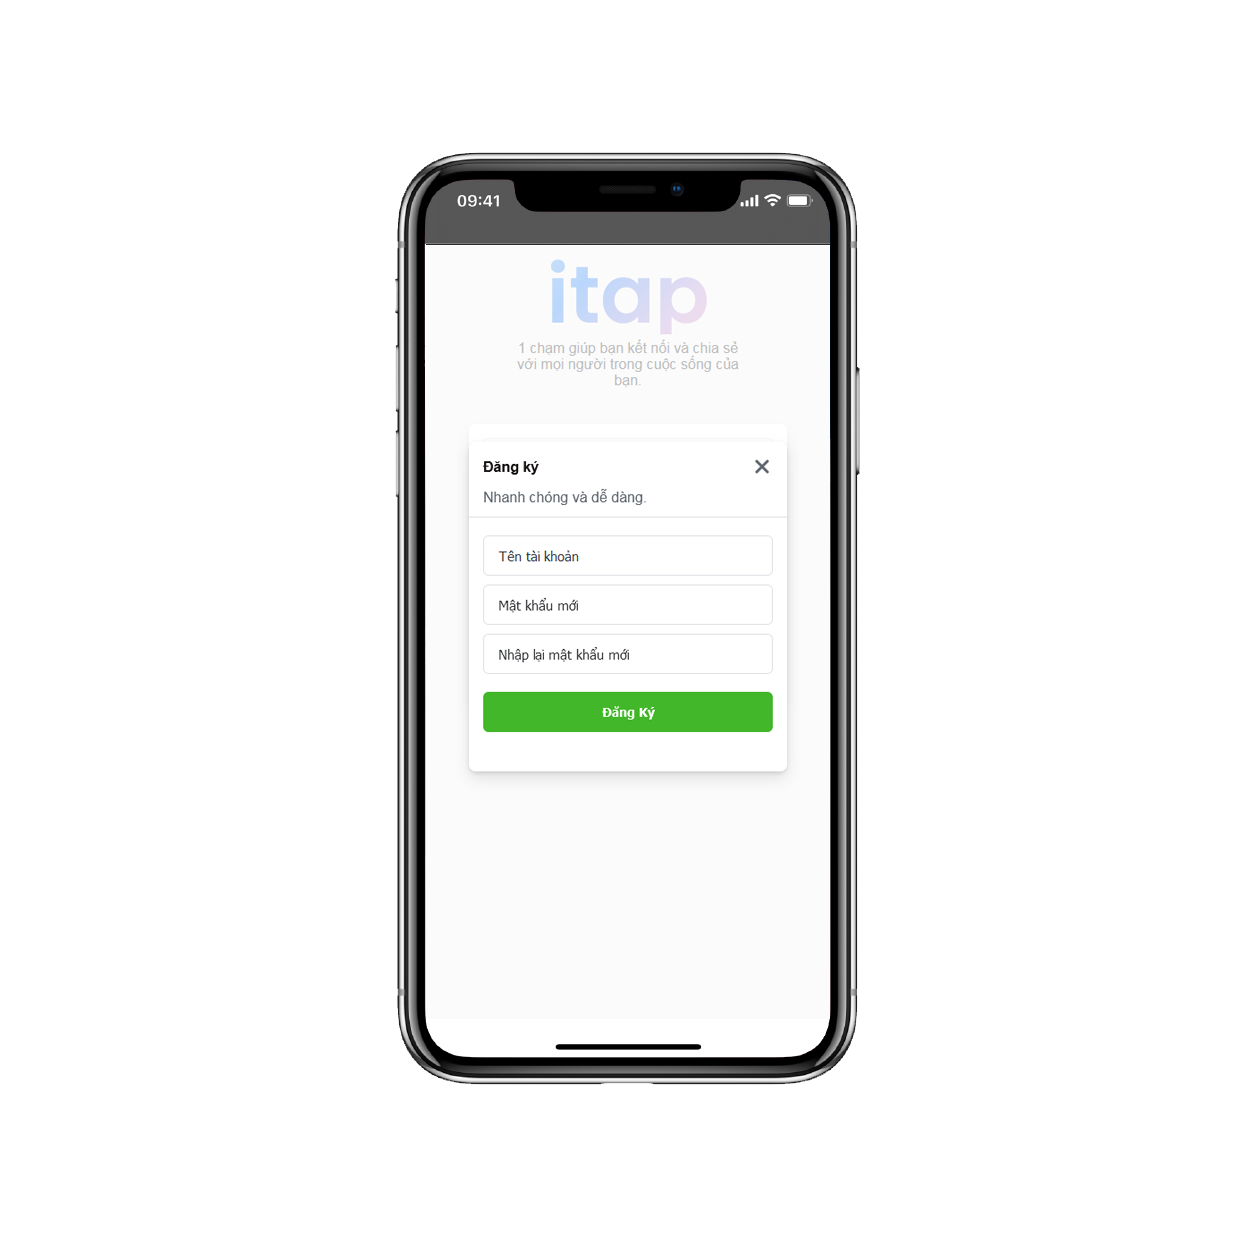 09:41
itap
1 chạm giúp bạn kết nối và chia sẻ
với mọi người trong cuộc sống của
bạn.
Đăng ký
Nhanh chóng và dễ dàng.
Tên tài khoản
Mật khẩu mới
Nhập lại mật khẩu mới
Đăng Ký